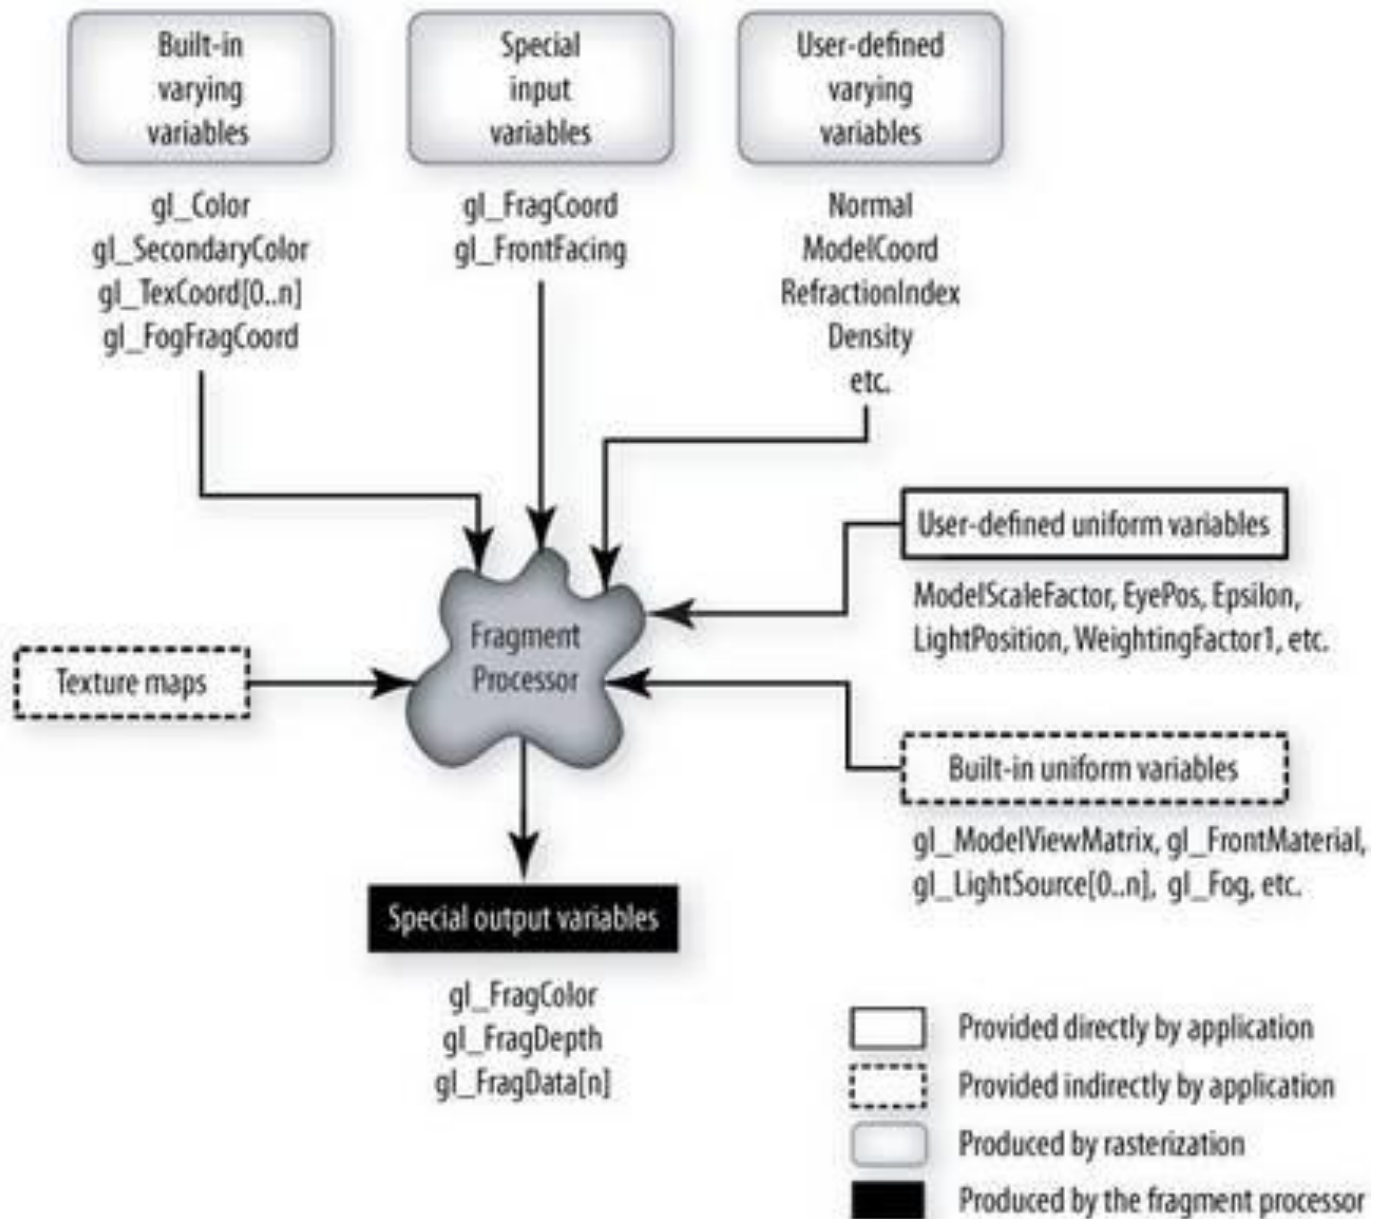 Built-in
varying
variables
Special
input
variables
User-defined
varying
variables
gl_Color
gl_SecondaryColor
gl_TexCoord[0..n]
gl_FogFragCoord
gl_FragCoord
gl_FrontFacing
Normal
ModelCoord
RefractionIndex
Density
etc.
User-defined uniform variables
ModelScaleFactor, EyePos, Epsilon,
LightPosition, WeightingFactor1, etc.
Fragment
Processor
Texture maps
Built-in uniform variables
gl_ModelViewMatrix, gl_FrontMaterial,
gl_LightSource[0..n], gl_Fog, etc.
Special output variables
gl_FragColor
gl_FragDepth
gl_FragData[n]
Provided directly by application
Provided indirectly by application
Produced by rasterization
Produced by the fragment processor